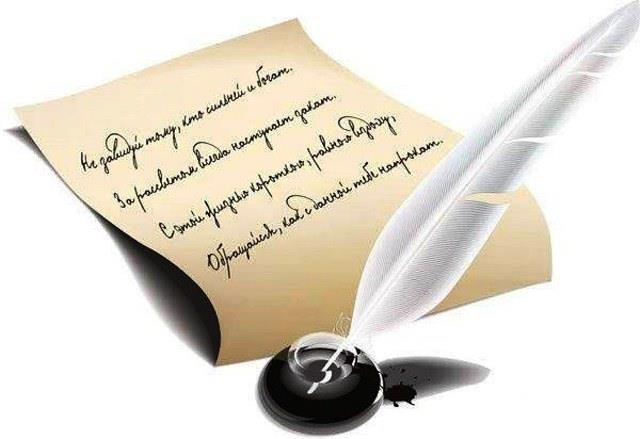 Не завидуй тому, кто сильней и богат.
За рассветом всегда наступает закат.
С этой жизнью короткою, равною вздоху,
Обращайся, как с данной тебе напрокат.